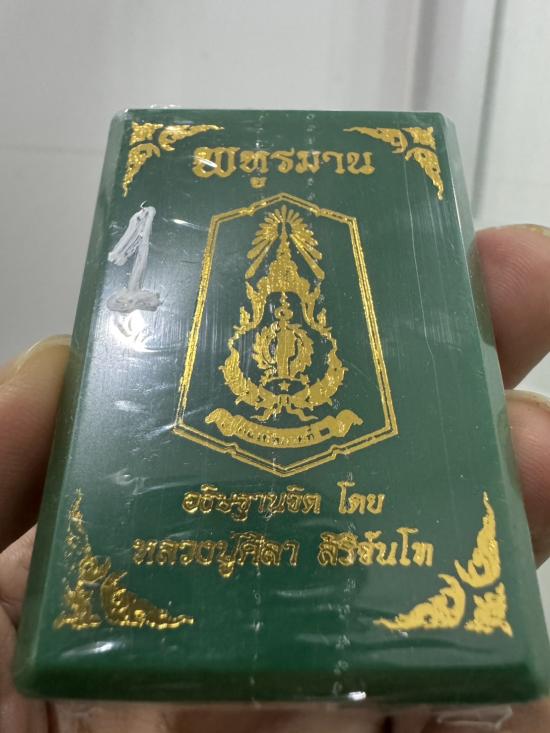 พทูรมาน
1
อธิษฐานจิต โดย
หลวงปู่ศิลา สิริจันโท